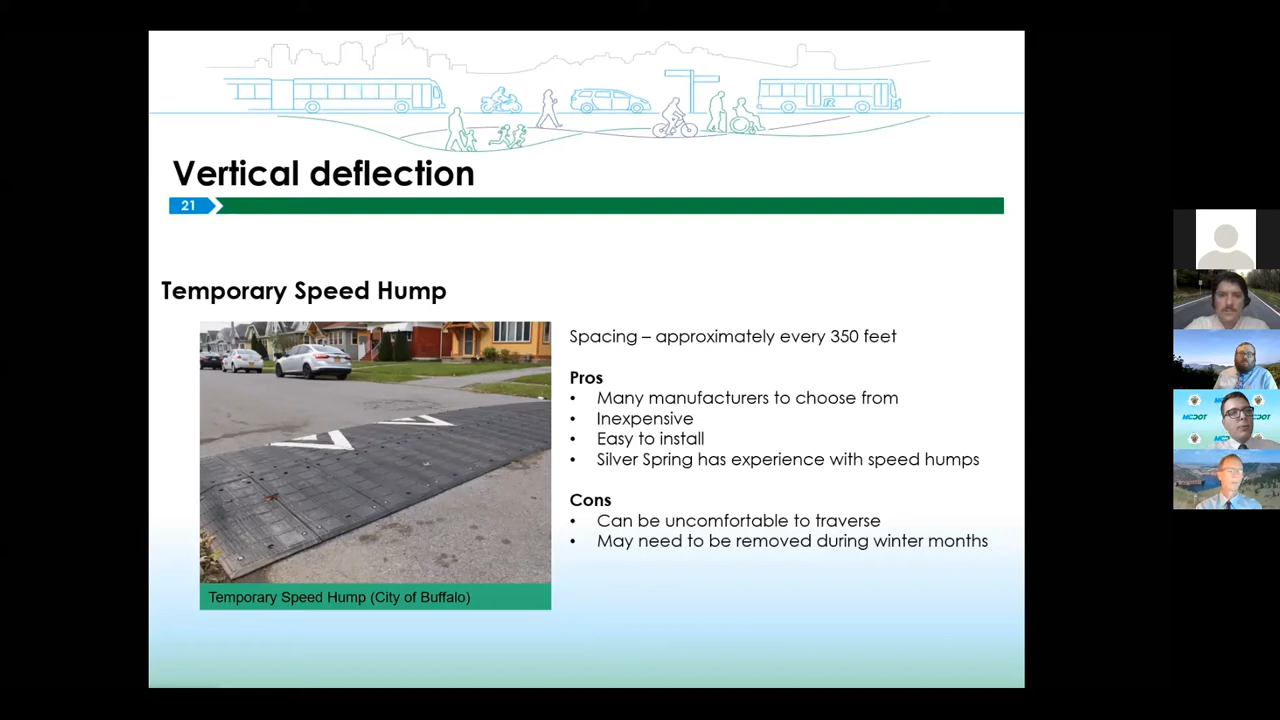 Vertical deflection
21
Temporary Speed Hump
Spacing – approximately every 350 feet
Pros
• Many manufacturers to choose from
• Inexpensive
• Easy to install
• Silver Spring has experience with speed humps
Cons
• Can be uncomfortable to traverse
• May need to be removed during winter months
Temporary Speed Hump (City of Buffalo)
MCDOT